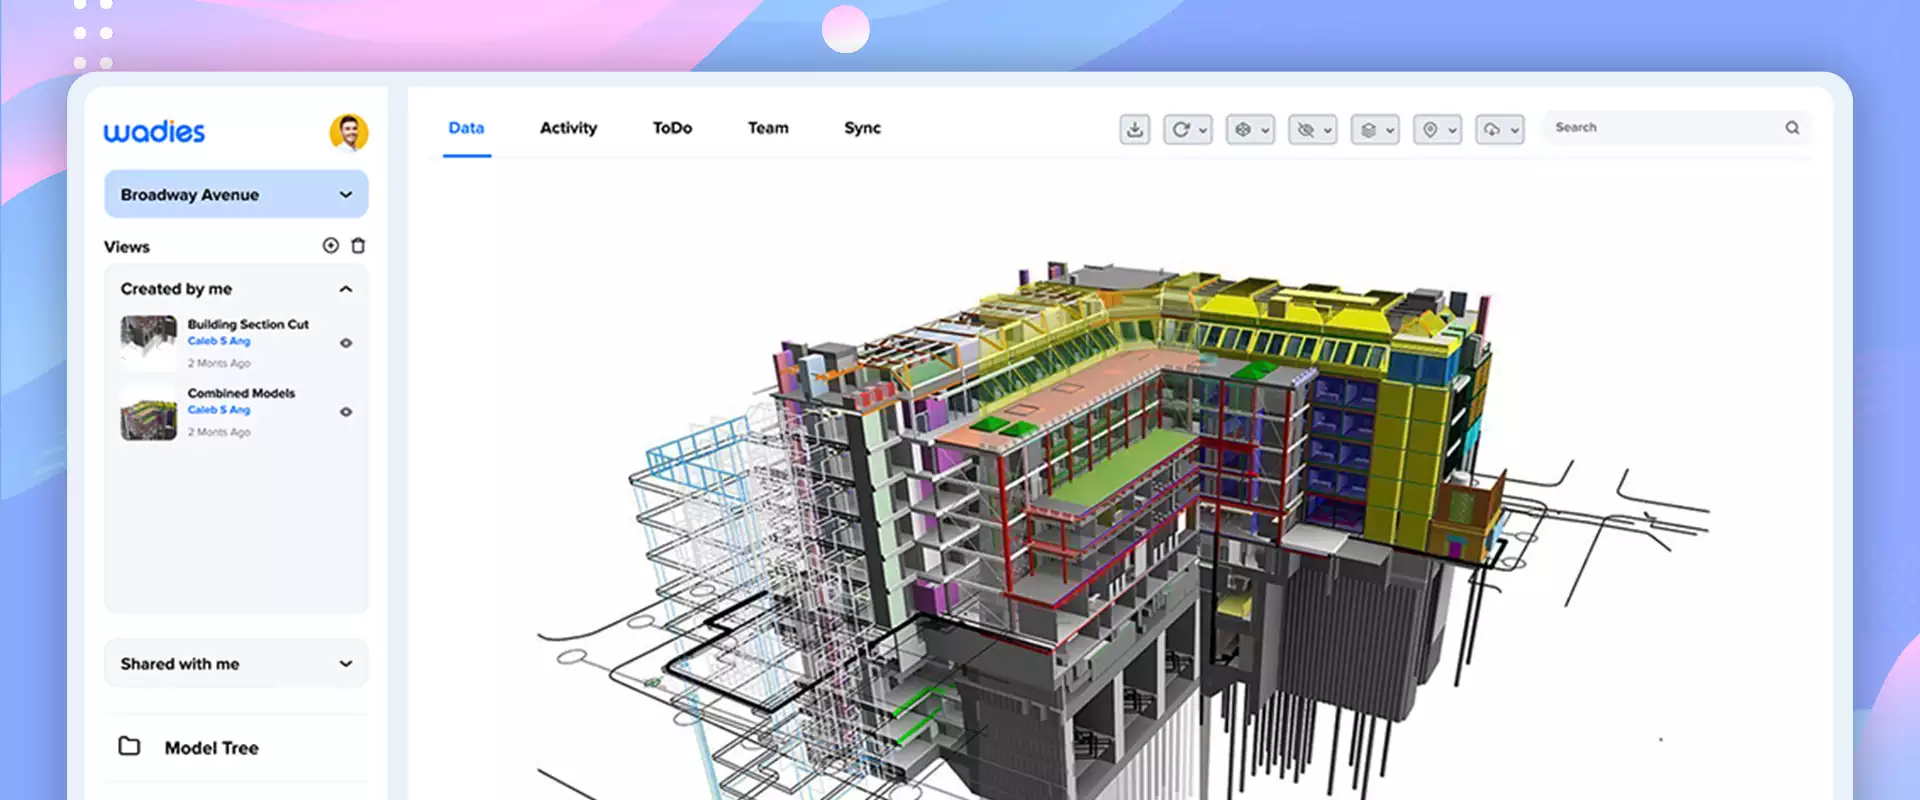 wadies
Broadway Avenue
Views
Created by me
Building Section Cut
Caleb S Ang
2 Monts Ago
Combined Models
Caleb S Ang
2 Monts Ago
Shared with me
Model Tree
Data
Activity
ToDo
Team
Sync
Search